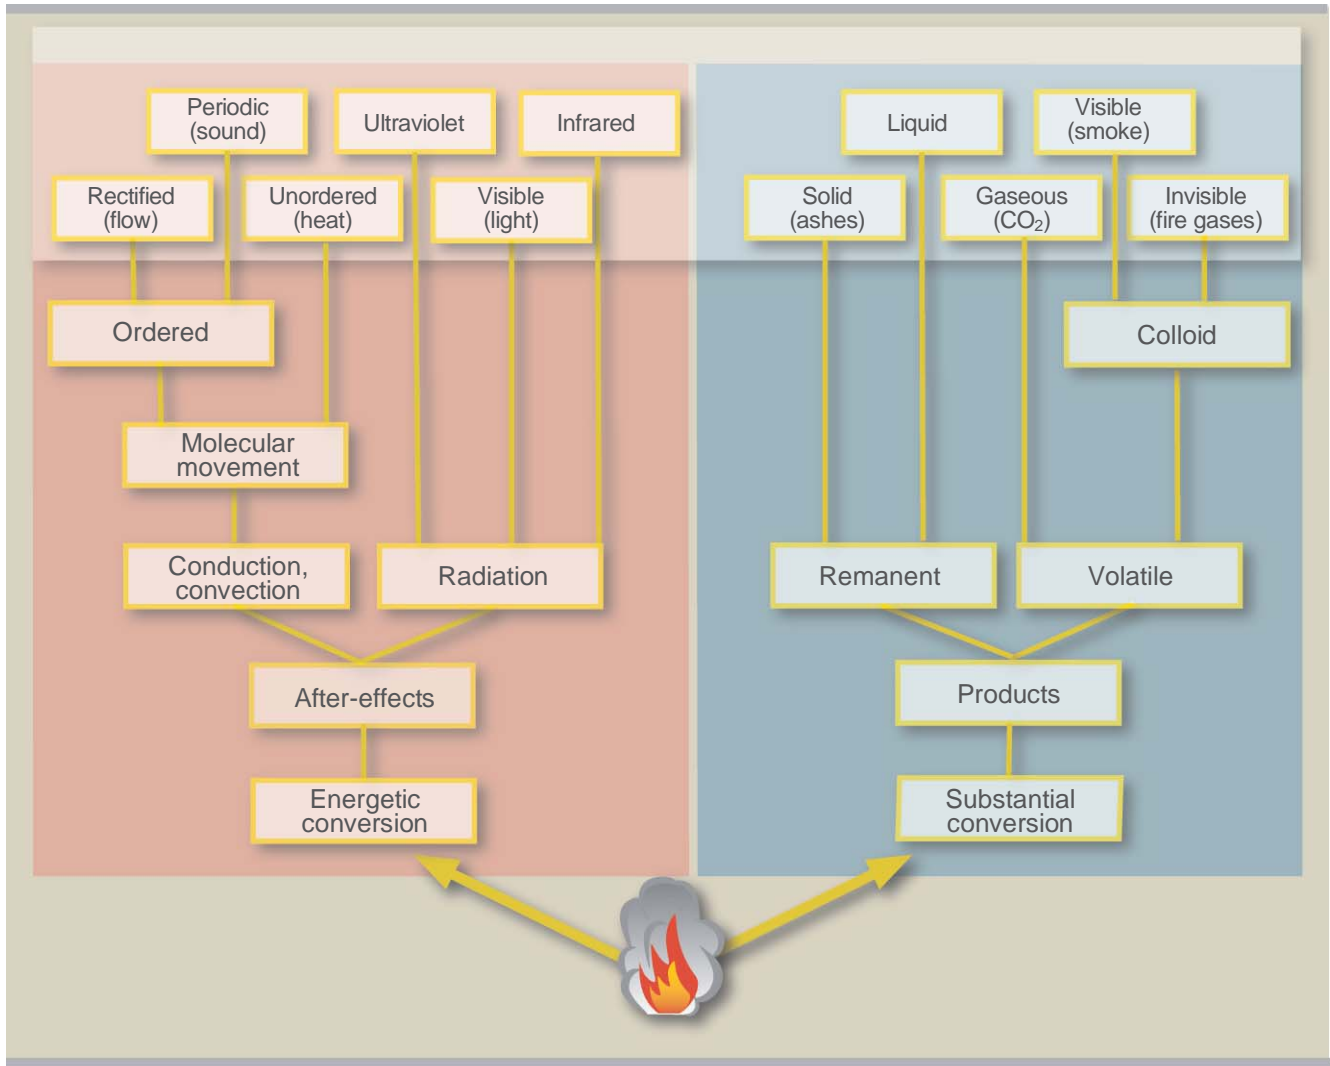 Periodic
(sound)
Ultraviolet
Infrared
Liquid
Visible
(smoke)
Rectified
(flow)
Unordered
(heat)
Visible
(light)
Solid
(ashes)
Gaseous
(CO₂)
Invisible
(fire gases)
Ordered
Colloid
Molecular
movement
Conduction,
convection
Radiation
Remanent
Volatile
After-effects
Products
Energetic
conversion
Substantial
conversion